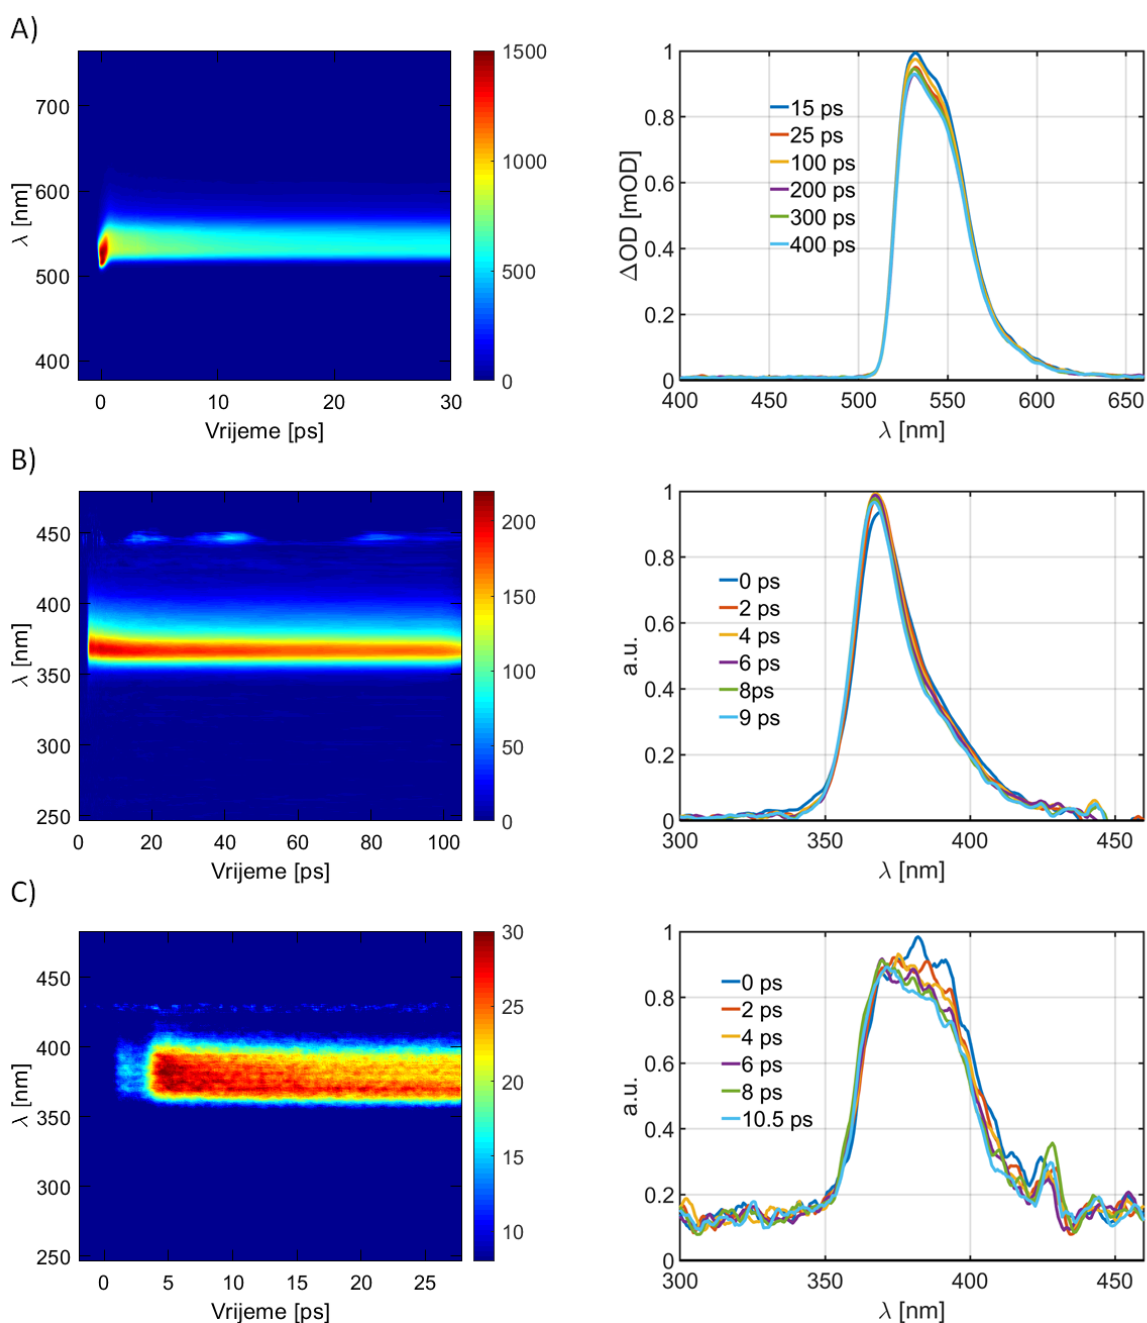 A)
700
600
500
400
λ [nm]
0
10
20
30
Vrijeme [ps]
1500
1000
500
0
1
0.8
0.6
0.4
0.2
0
ΔOD [mOD]
15 ps
25 ps
100 ps
200 ps
300 ps
400 ps
400
450
500
550
600
650
λ [nm]
B)
450
400
350
300
250
λ [nm]
0
20
40
60
80
100
Vrijeme [ps]
200
150
100
50
0
1
0.8
0.6
0.4
0.2
0
a.u.
0 ps
2 ps
4 ps
6 ps
8ps
9 ps
300
350
400
450
λ [nm]
C)
450
400
350
300
250
λ [nm]
0
5
10
15
20
25
Vrijeme [ps]
30
25
20
15
10
1
0.8
0.6
0.4
0.2
0
a.u.
0 ps
2 ps
4 ps
6 ps
8 ps
10.5 ps
300
350
400
450
λ [nm]